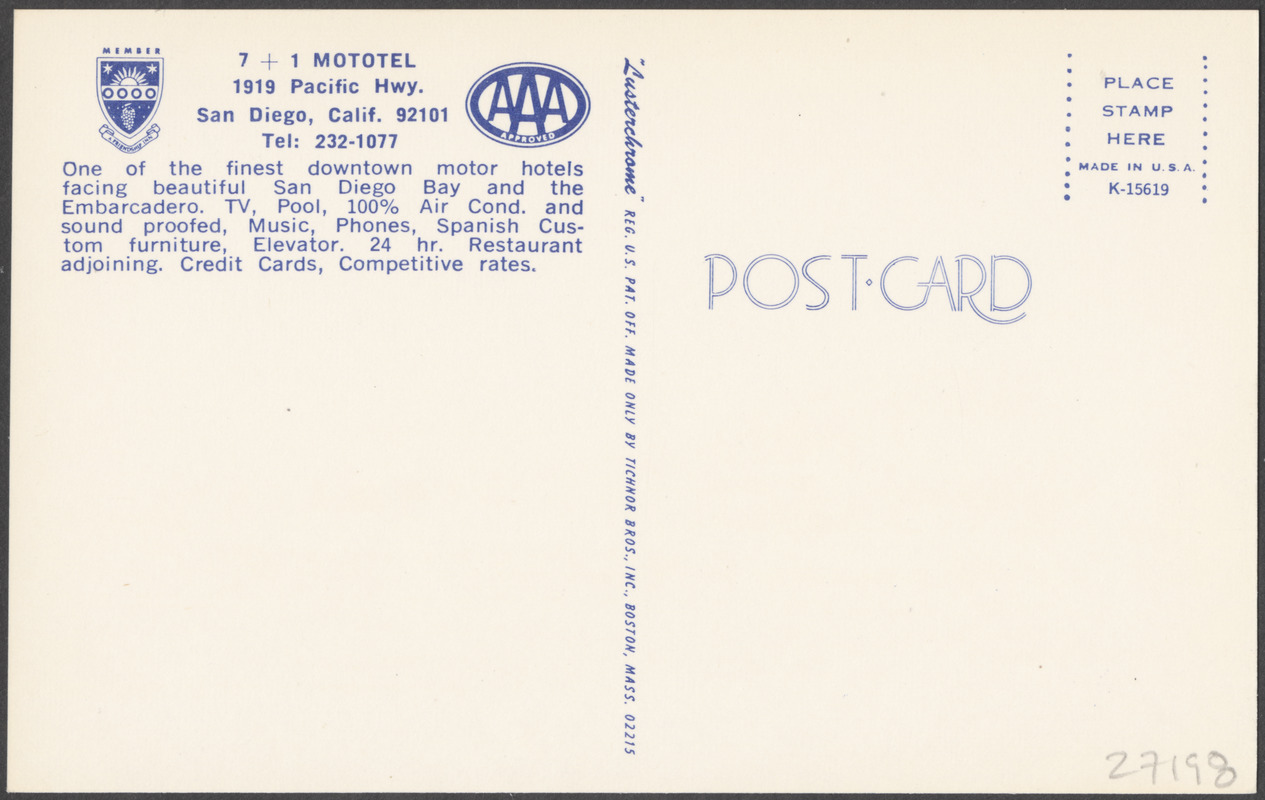 MEMBER
A FRIENDSHIP INN
7 + 1 MOTOTEL
1919 Pacific Hwy.
San Diego, Calif. 92101
Tel: 232-1077
AAA
APPROVED
One of the finest downtown motor hotels
facing beautiful San Diego Bay and the
Embarcadero. TV, Pool, 100% Air Cond. and
sound proofed, Music, Phones, Spanish Cus-
tom furniture, Elevator. 24 hr. Restaurant
adjoining. Credit Cards, Competitive rates.
"Lusterchrome" REG. U.S. PAT. OFF. MADE ONLY BY TICHNOR BROS., INC., BOSTON, MASS. 02215
PLACE
STAMP
HERE
MADE IN U.S.A.
K-15619
POST·CARD
27198